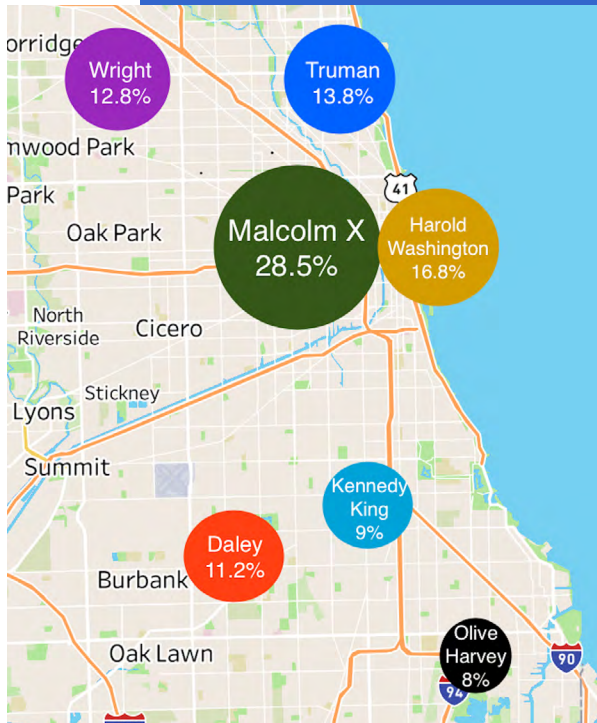 orridge
Wright
12.8%
Truman
13.8%
mwood Park
Park
41
Oak Park
Malcolm X
28.5%
Harold
Washington
16.8%
North
Riverside
Cicero
Stickney
Lyons
Summit
Kennedy
King
9%
Daley
11.2%
Burbank
Oak Lawn
Olive
Harvey
8%
90
94